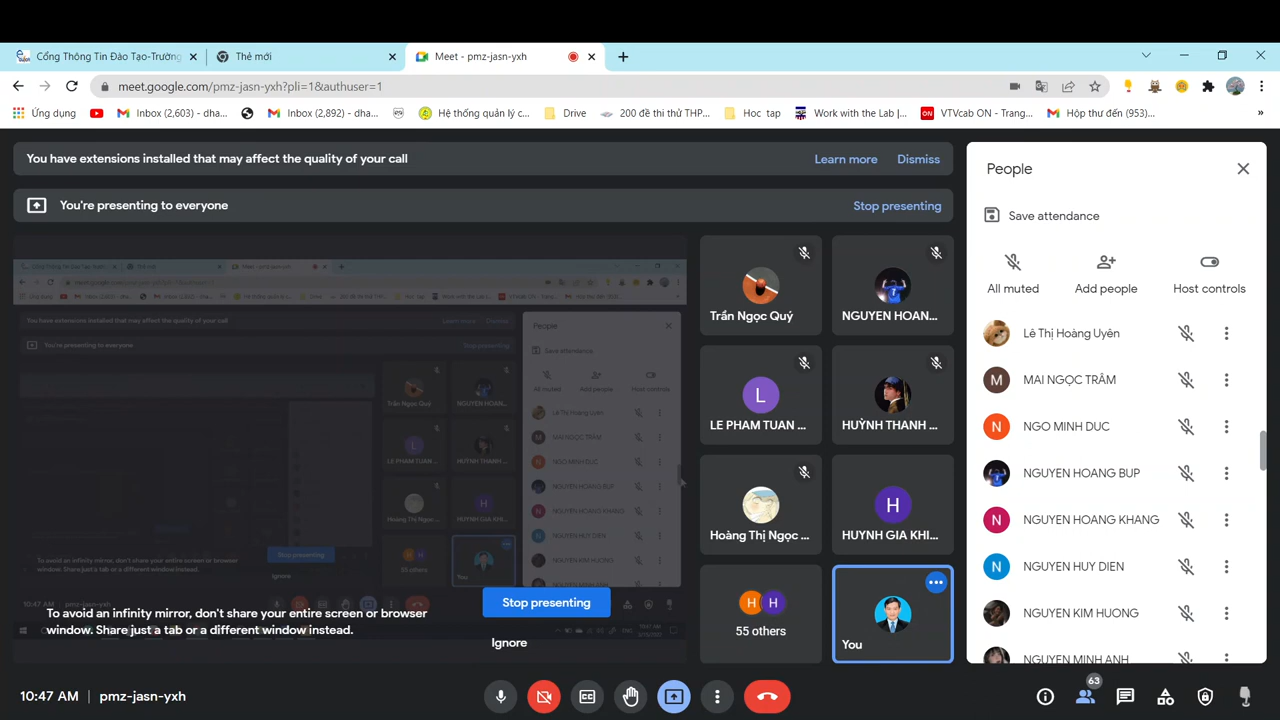 Cổng Thông Tin Đào Tạo-Trường
Thẻ mới
Meet - pmz-jasn-yxh
meet.google.com/pmz-jasn-yxh?pli=1&authuser=1
Ứng dụng
Inbox (2,603) - dha...
Inbox (2,892) - dha...
Hệ thống quản lý c...
Drive
200 đề thi thử THP...
Hoc tap
Work with the Lab |...
VTVcab ON - Trang...
Hộp thư đến (953)...
»
You have extensions installed that may affect the quality of your call
Learn more
Dismiss
You're presenting to everyone
Stop presenting
To avoid an infinity mirror, don't share your entire screen or browser
window. Share just a tab or a different window instead.
Stop presenting
Ignore
Trần Ngọc Quý
NGUYEN HOAN...
L
LE PHAM TUAN ...
HUỲNH THANH ...
Hoàng Thị Ngọc ...
H
HUYNH GIA KHI...
H
H
55 others
You
People
Save attendance
All muted
Add people
Host controls
Lê Thị Hoàng Uyên
M
MAI NGỌC TRÂM
N
NGO MINH DUC
NGUYEN HOANG BUP
N
NGUYEN HOANG KHANG
N
NGUYEN HUY DIEN
NGUYEN KIM HUONG
NGUYEN MINH ANH
10:47 AM | pmz-jasn-yxh
63